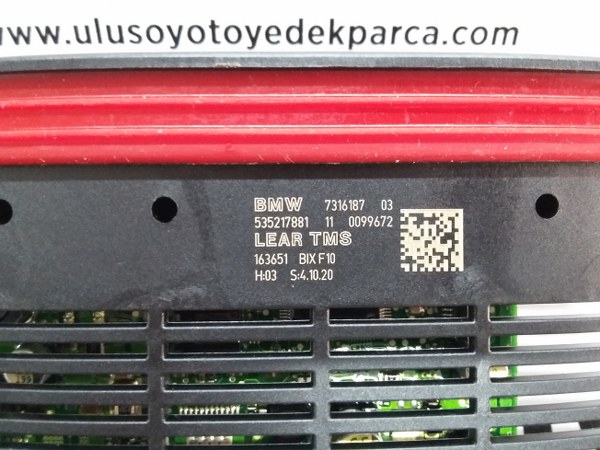 www.ulusoyotoyedekparca.com
BMW 7316187 03
535217881 11 0099672
LEAR TMS
163651 BIX F10
H:03 S:4.10.20